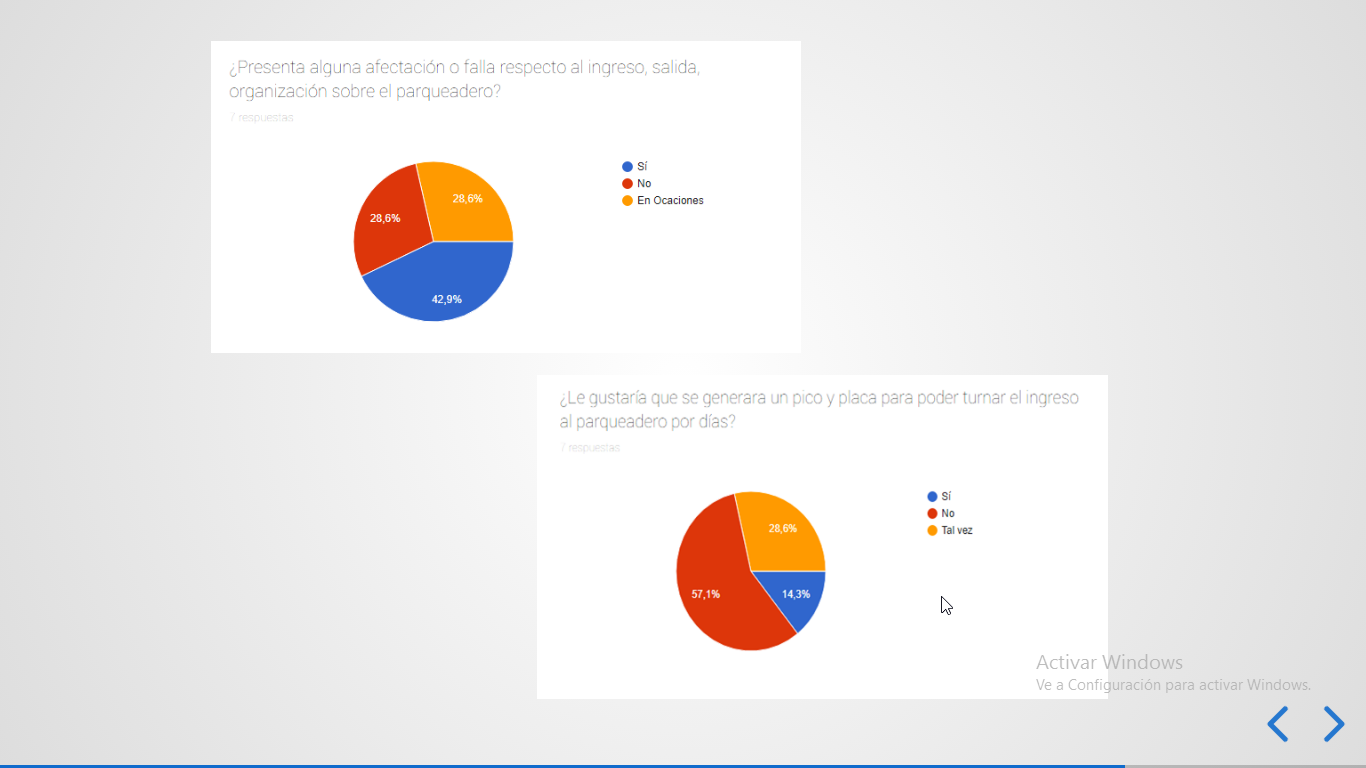 ¿Presenta alguna afectación o falla respecto al ingreso, salida,
organización sobre el parqueadero?
7 respuestas
Sí
No
En Ocaciones
28,6%
28,6%
42,9%
¿Le gustaría que se generara un pico y placa para poder turnar el ingreso
al parqueadero por días?
7 respuestas
Sí
No
Tal vez
28,6%
57,1%
14,3%
Activar Windows
Ve a Configuración para activar Windows.